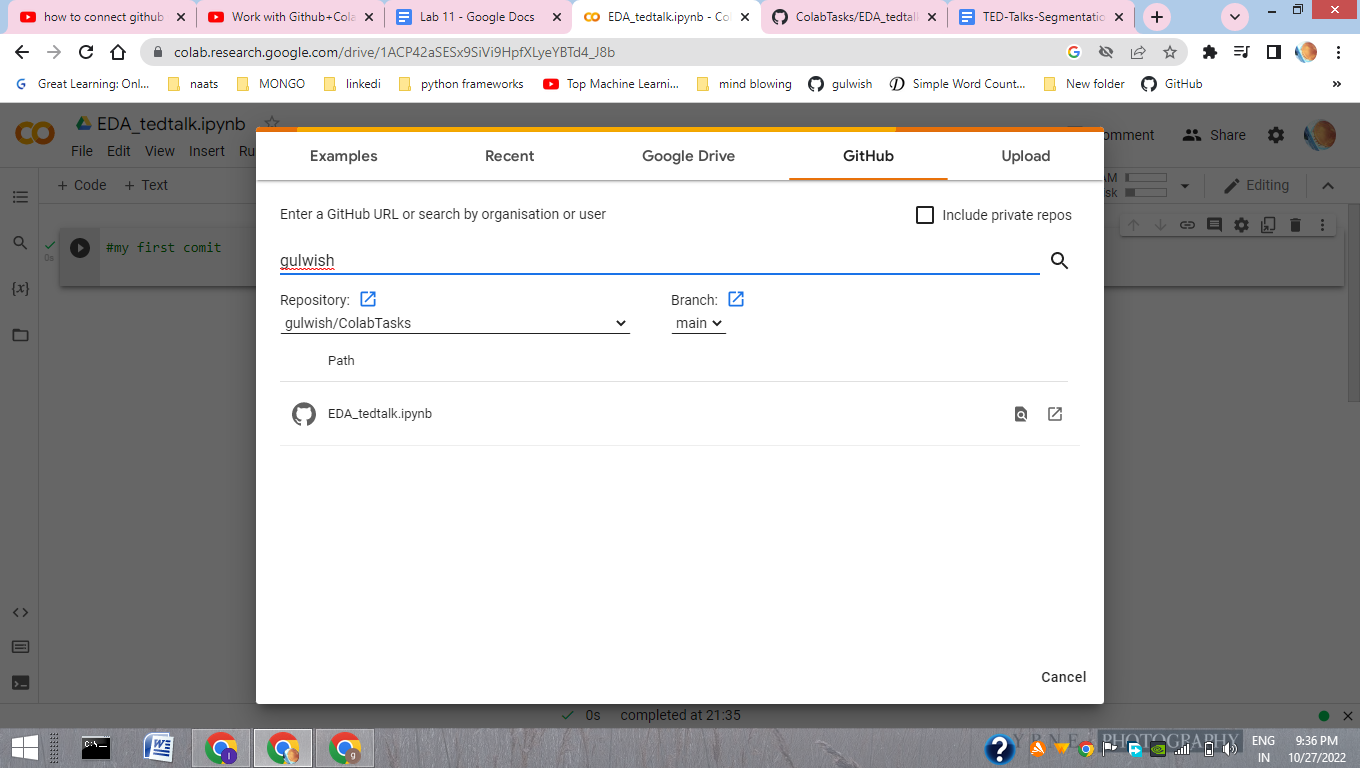 how to connect github
Work with Github+Cola
Lab 11 - Google Docs
EDA_tedtalk.ipynb - Co
ColabTasks/EDA_tedtalk
TED-Talks-Segmentatio
colab.research.google.com/drive/1ACP42aSESx9SiVi9HpfXLyeYBTd4_J8b
Great Learning: Onl...
naats
MONGO
linkedi
python frameworks
Top Machine Learni...
mind blowing
gulwish
Simple Word Count...
New folder
GitHub
»
EDA_tedtalk.ipynb
File Edit View Insert Ru
omment
Share
Examples
Recent
Google Drive
GitHub
Upload
+ Code + Text
AM
sk
Editing
Enter a GitHub URL or search by organisation or user
Include private repos
0s
#my first comit
gulwish
{x}
Repository:
Branch:
gulwish/ColabTasks
main
Path
EDA_tedtalk.ipynb
Cancel
0s completed at 21:35
C:\_
W
l
g
?
PHOTOGRAPHY
ENG
IN
9:36 PM
10/27/2022